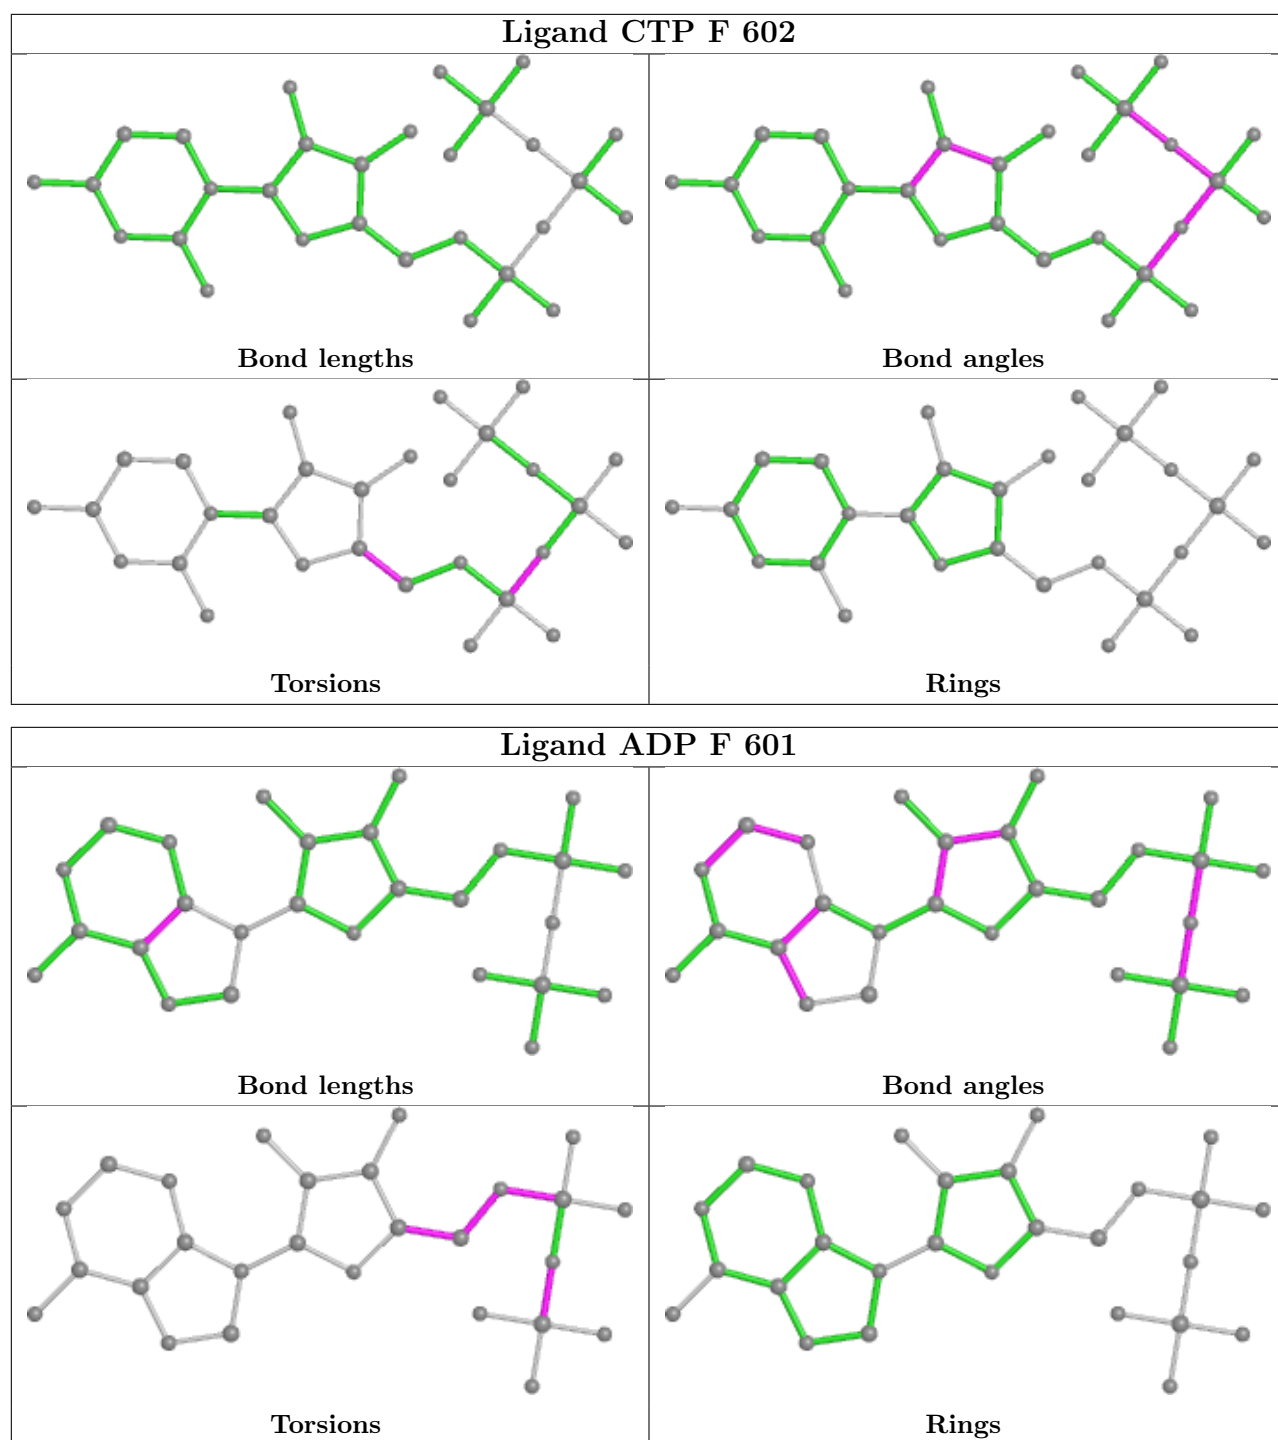 Ligand CTP F 602
Bond lengths
Bond angles
Torsions
Rings
Ligand ADP F 601
Bond lengths
Bond angles
Torsions
Rings